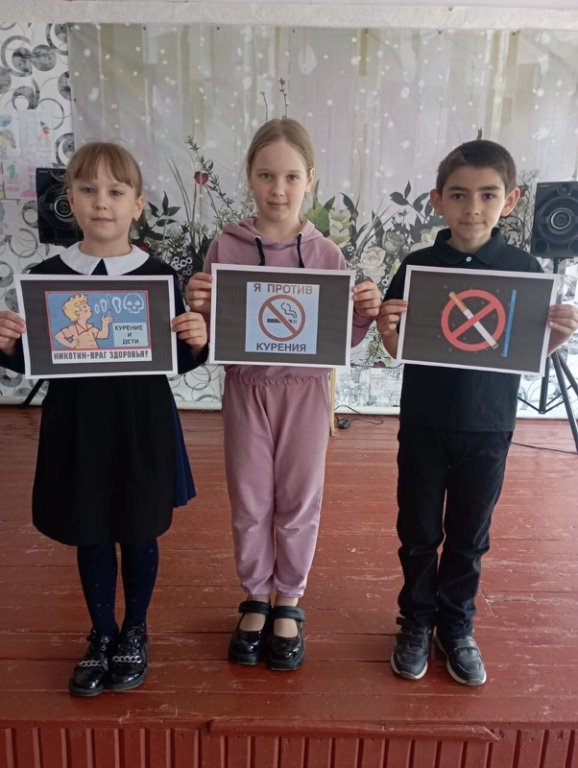 КУРЕНИЕ
И
ДЕТИ
НИКОТИН-ВРАГ ЗДОРОВЬЯ!
Я ПРОТИВ
КУРЕНИЯ